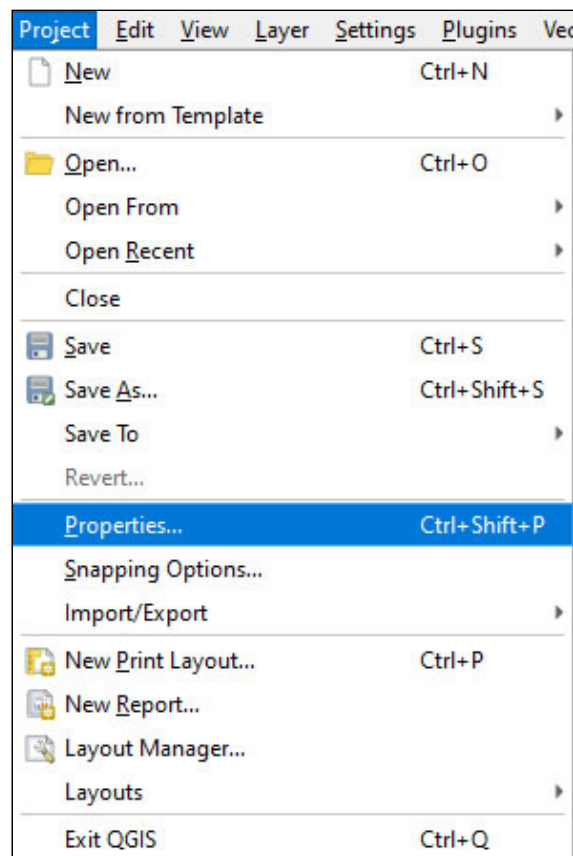 Project Edit View Layer Settings Plugins
New Ctrl+N
New from Template
Open... Ctrl+O
Open From
Open Recent
Close
Save Ctrl+S
Save As... Ctrl+Shift+S
Save To
Revert...
Properties... Ctrl+Shift+P
Snapping Options...
Import/Export
New Print Layout... Ctrl+P
New Report...
Layout Manager...
Layouts
Exit QGIS Ctrl+Q